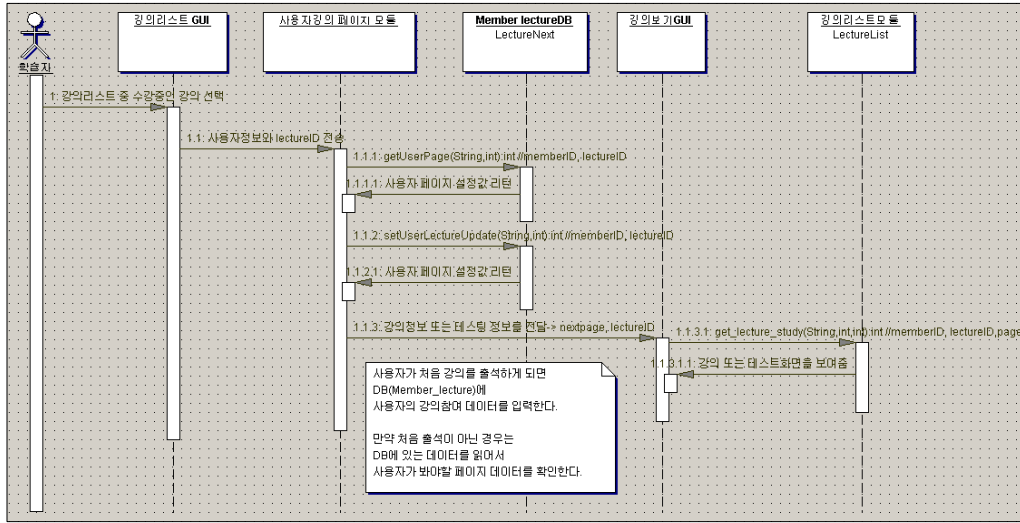 강의리스트 GUI
사용자강의 페이지 모듈
Member lectureDB
LectureNext
강의보기GUI
강의리스트모듈
LectureList
학습자
1: 강의리스트 중 수강중인 강의 선택
1.1: 사용자정보와 lectureID 전송
1.1.1: getUserPage(String,int):int //memberID, lectureID
1.1.1.1: 사용자 페이지 설정값 리턴
1.1.2: setUserLectureUpdate(String,int):int //memberID, lectureID
1.1.2.1: 사용자 페이지 설정값 리턴
1.1.3: 강의정보 또는 테스팅 정보를 전달-> nextpage, lectureID
1.1.3.1: get_lecture_study(String,int,int):int //memberID, lectureID,page
1.1.3.1.1: 강의 또는 테스트화면을 보여줌
사용자가 처음 강의를 출석하게 되면
DB(Member_lecture)에
사용자의 강의참여 데이터를 입력한다.
만약 처음 출석이 아닌 경우는
DB에 있는 데이터를 읽어서
사용자가 봐야할 페이지 데이터를 확인한다.